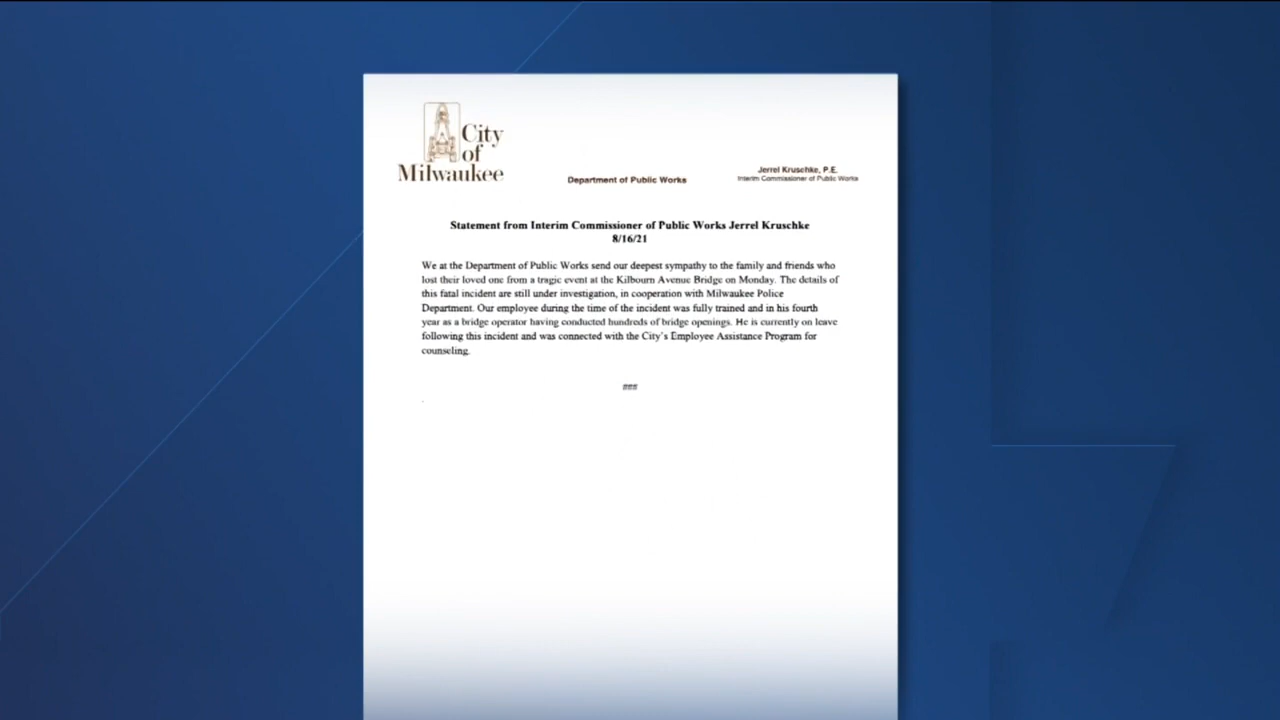 City
of
Milwaukee
Department of Public Works
Jerrel Kruschke, P.E.
Interim Commissioner of Public Works
Statement from Interim Commissioner of Public Works Jerrel Kruschke
8/16/21
We at the Department of Public Works send our deepest sympathy to the family and friends who
lost their loved one from a tragic event at the Kilbourn Avenue Bridge on Monday. The details of
this fatal incident are still under investigation, in cooperation with Milwaukee Police
Department. Our employee during the time of the incident was fully trained and in his fourth
year as a bridge operator having conducted hundreds of bridge openings. He is currently on leave
following this incident and was connected with the City's Employee Assistance Program for
counseling.
###